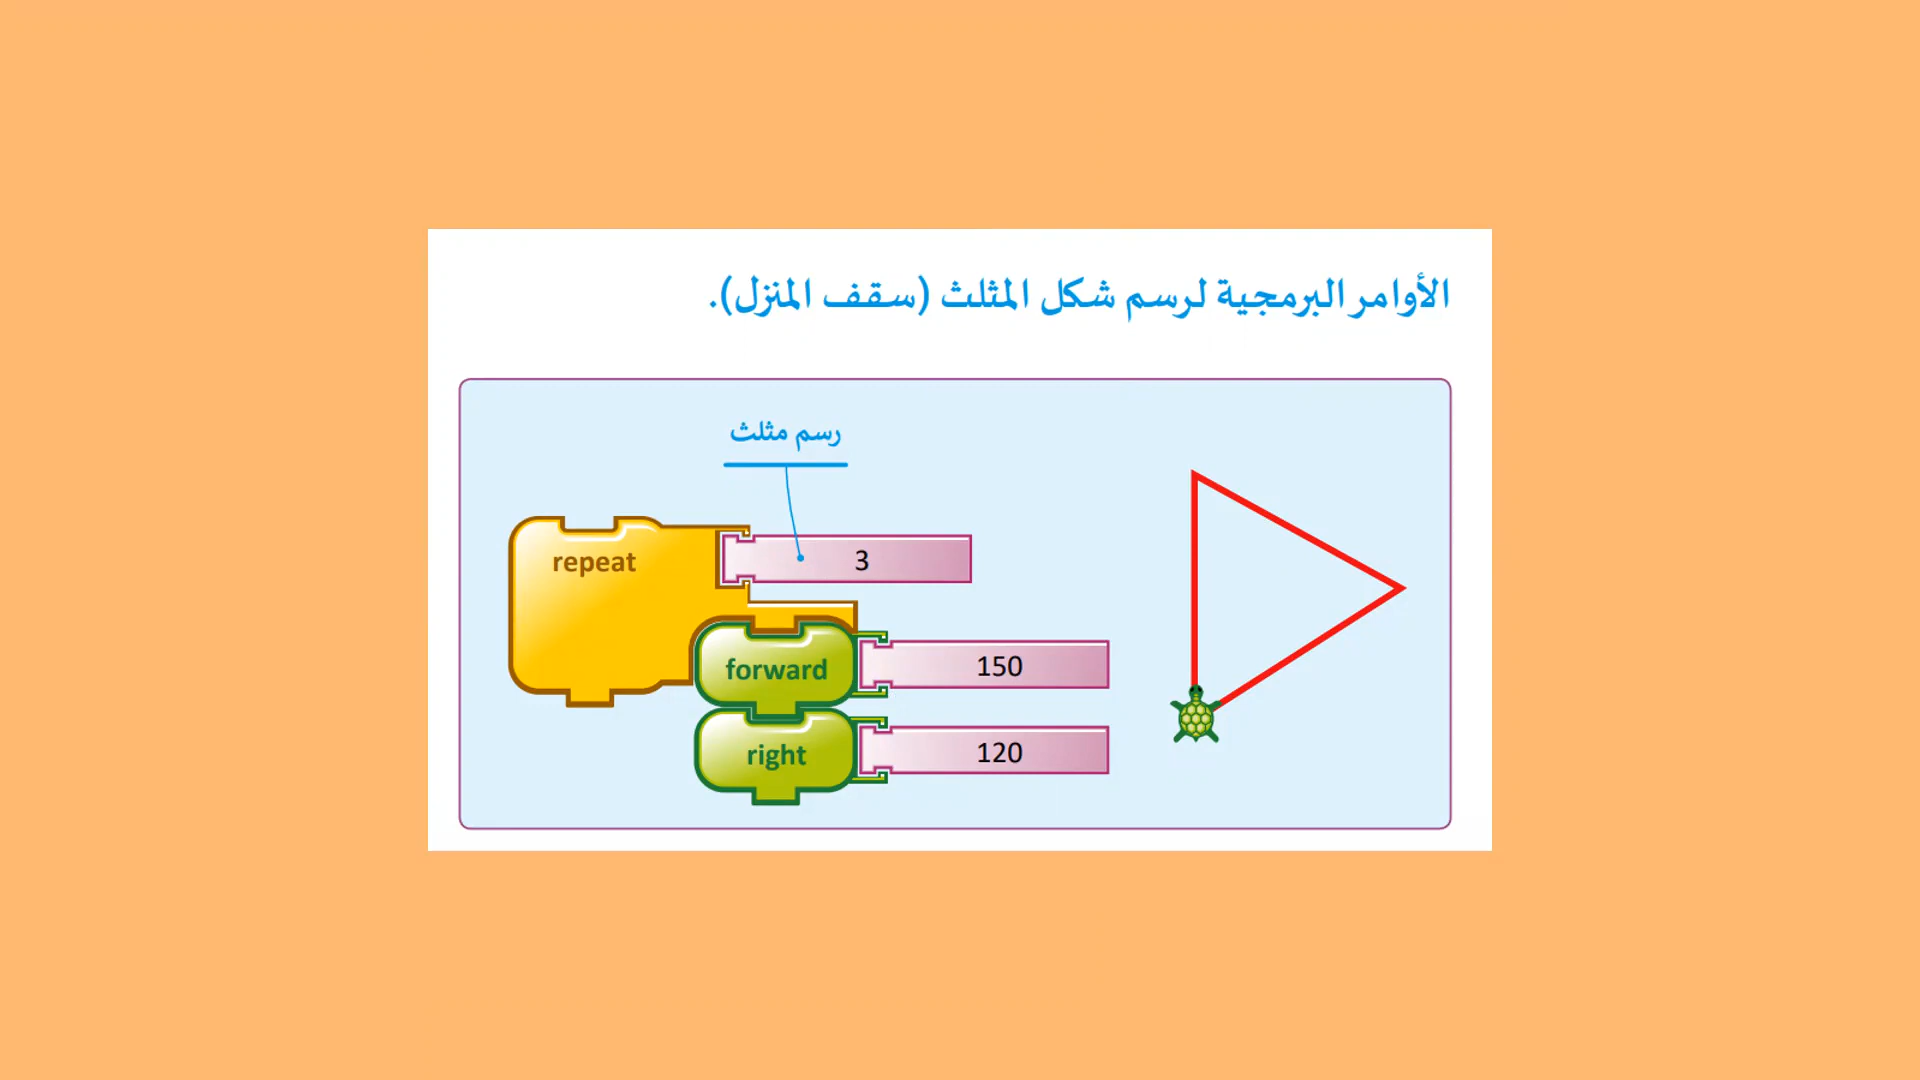 الأوامر البرمجية لرسم شكل المثلث (سقف المنزل).
رسم مثلث
repeat 3
forward 150
right 120